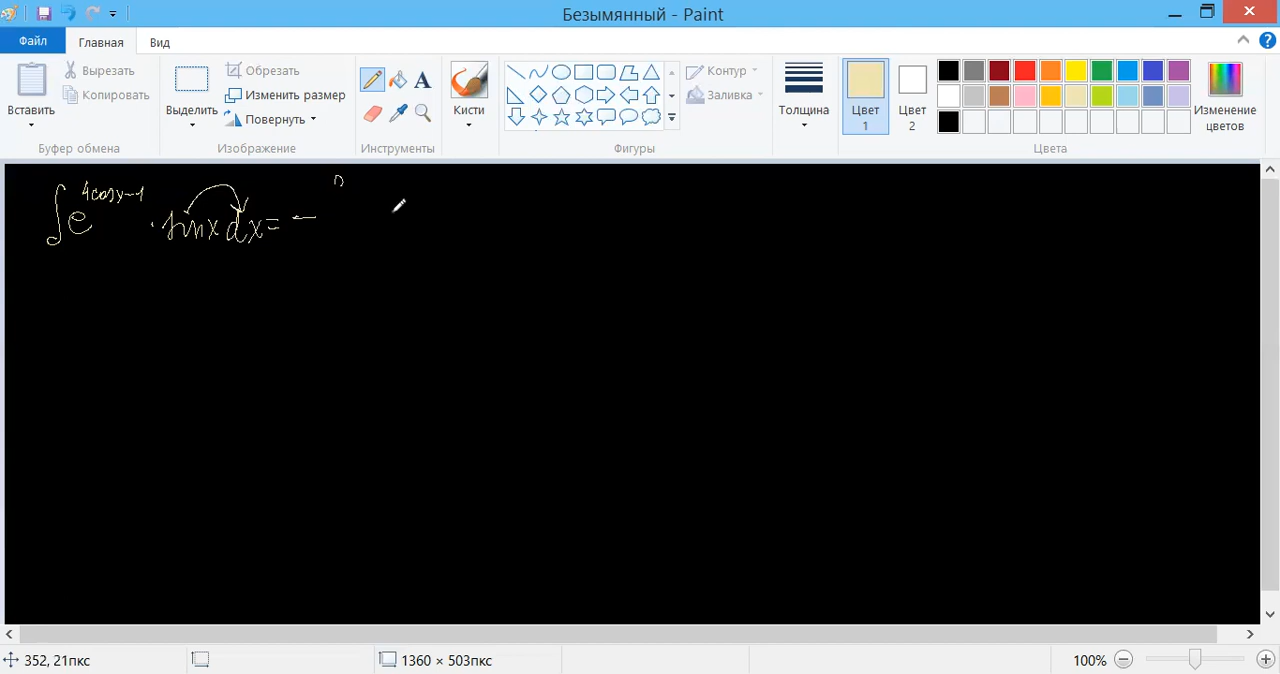 Безымянный - Paint
Файл Главная Вид
Вставить
Вырезать
Копировать
Буфер обмена
Выделить
Обрезать
Изменить размер
Повернуть
Изображение
A
Инструменты
Кисти
Контур
Заливка
Фигуры
Толщина
Цвет 1
Цвет 2
Изменение цветов
Цвета
∫e^{4cosx-1} · sinx dx = −
352, 21пкс
1360 × 503пкс
100%